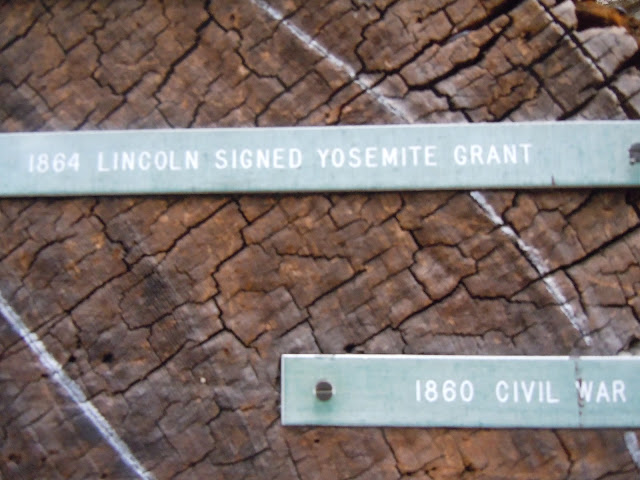 1864 LINCOLN SIGNED YOSEMITE GRANT
1860 CIVIL WAR